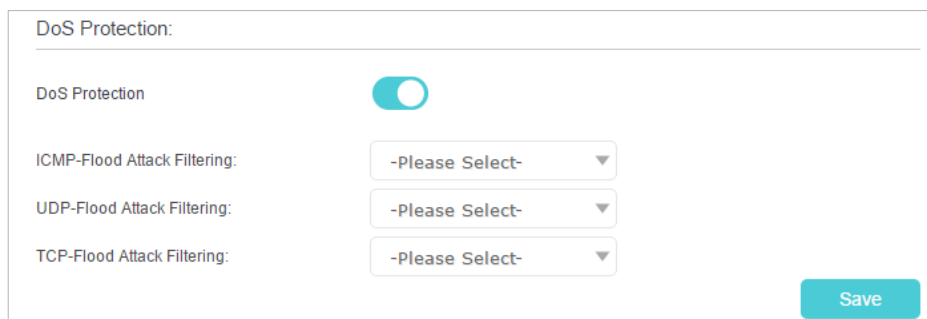 DoS Protection:
DoS Protection
ICMP-Flood Attack Filtering: -Please Select-
UDP-Flood Attack Filtering: -Please Select-
TCP-Flood Attack Filtering: -Please Select-
Save